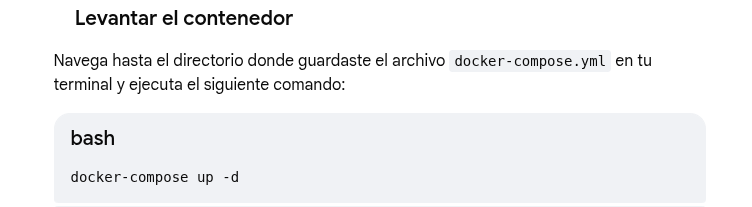 Levantar el contenedor
Navega hasta el directorio donde guardaste el archivo docker-compose.yml en tu
terminal y ejecuta el siguiente comando:
bash
docker-compose up -d